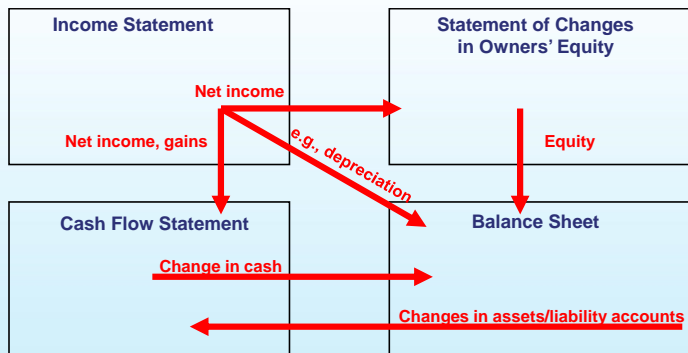 Income Statement
Statement of Changes
in Owners’ Equity
Net income
Net income, gains
e.g., depreciation
Equity
Cash Flow Statement
Balance Sheet
Change in cash
Changes in assets/liability accounts